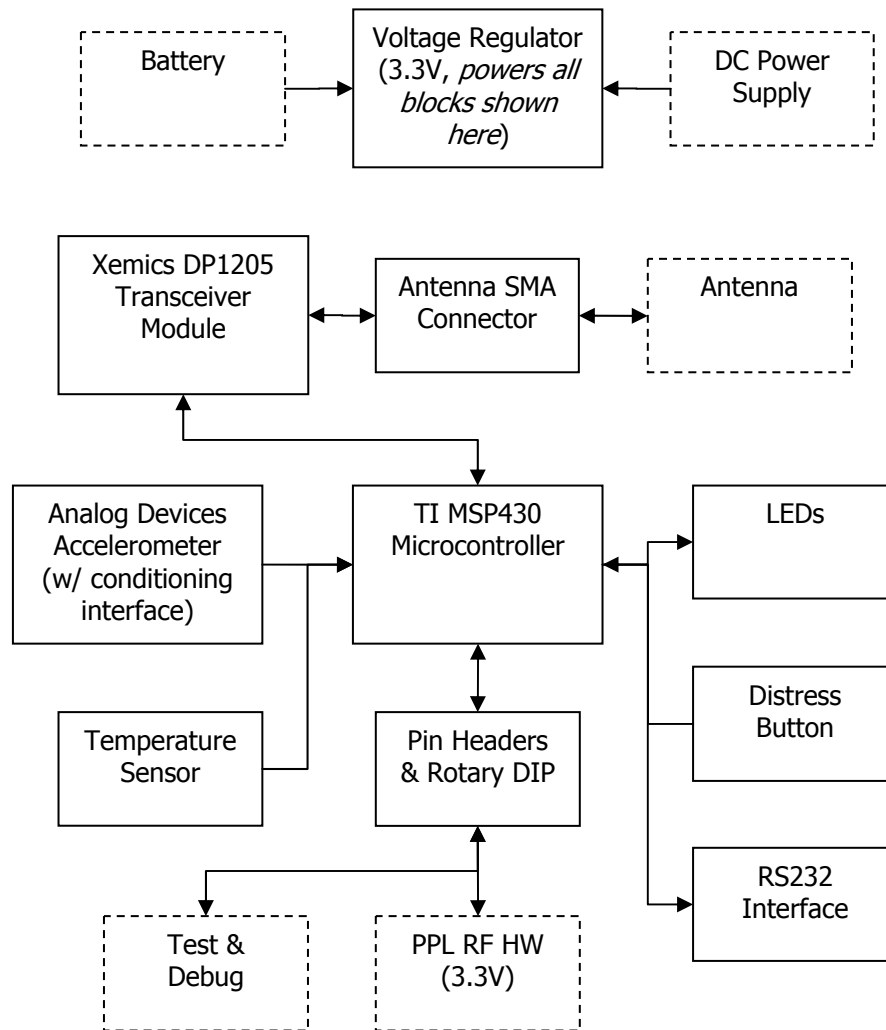 Battery
Voltage Regulator
(3.3V, powers all
blocks shown
here)
DC Power
Supply
Xemics DP1205
Transceiver
Module
Antenna SMA
Connector
Antenna
Analog Devices
Accelerometer
(w/ conditioning
interface)
TI MSP430
Microcontroller
LEDs
Temperature
Sensor
Pin Headers
& Rotary DIP
Distress
Button
Test &
Debug
PPL RF HW
(3.3V)
RS232
Interface